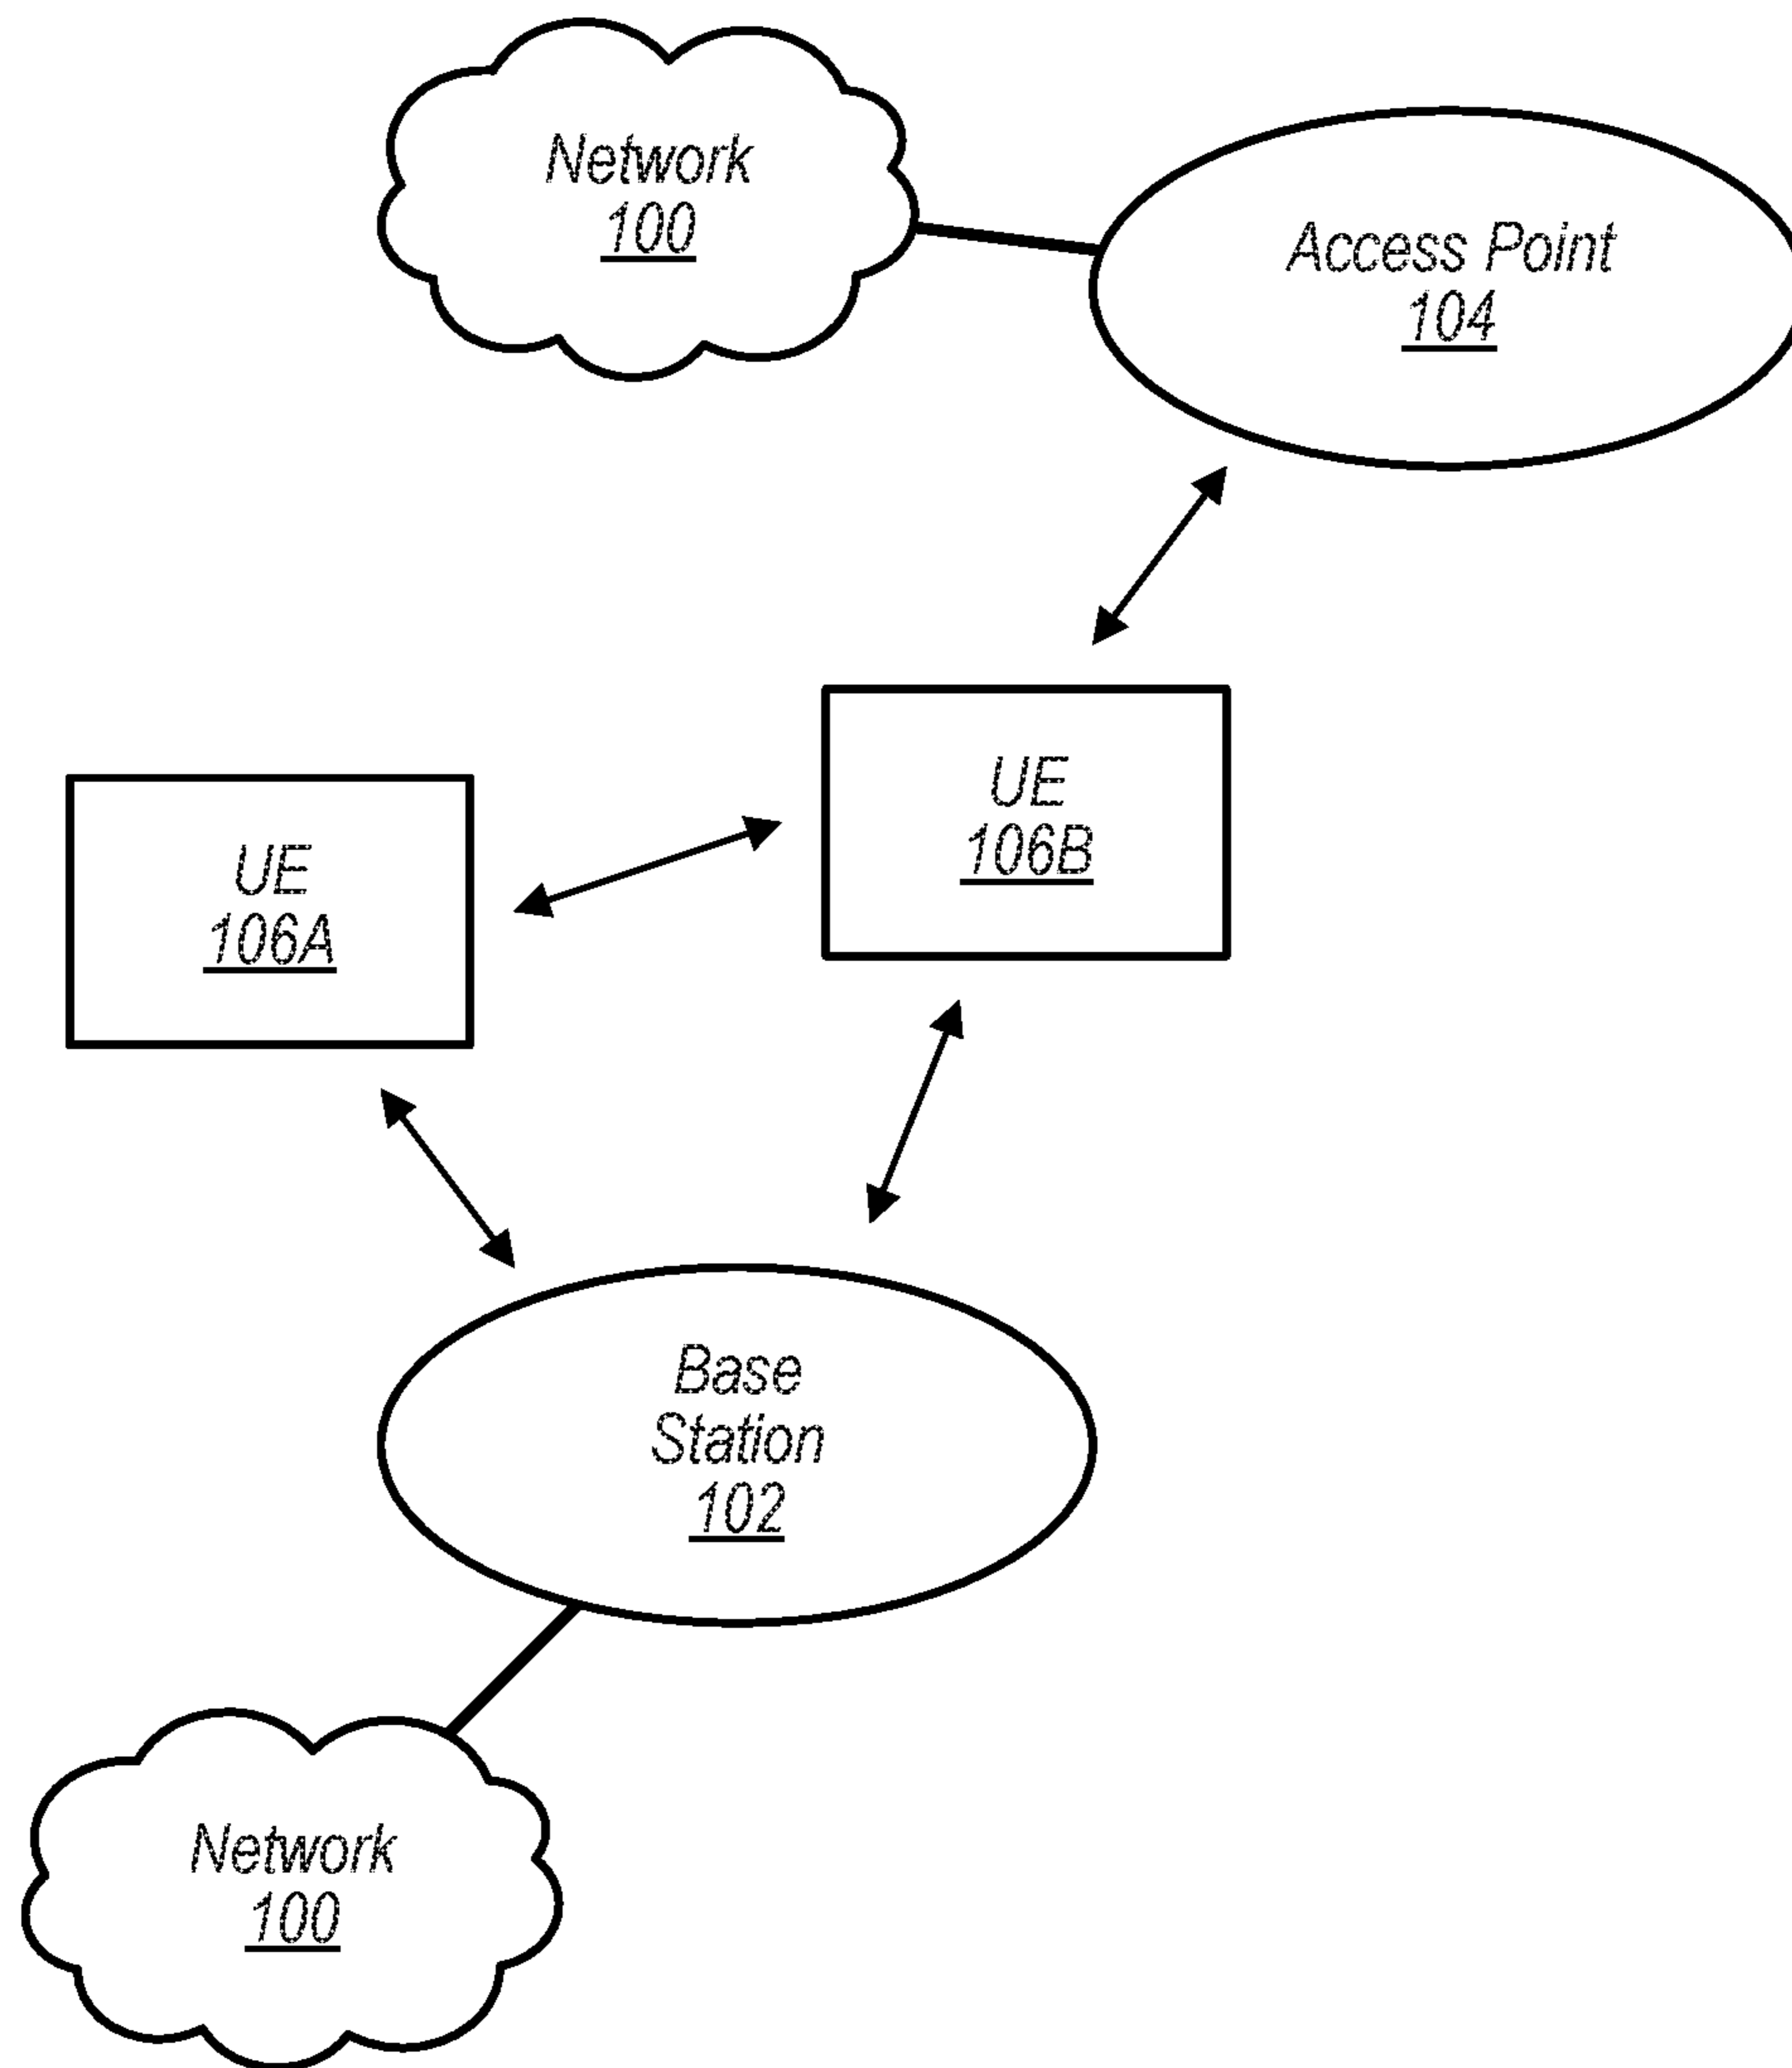 Network
100
Access Point
104
UE
106B
UE
106A
Base
Station
102
Network
100